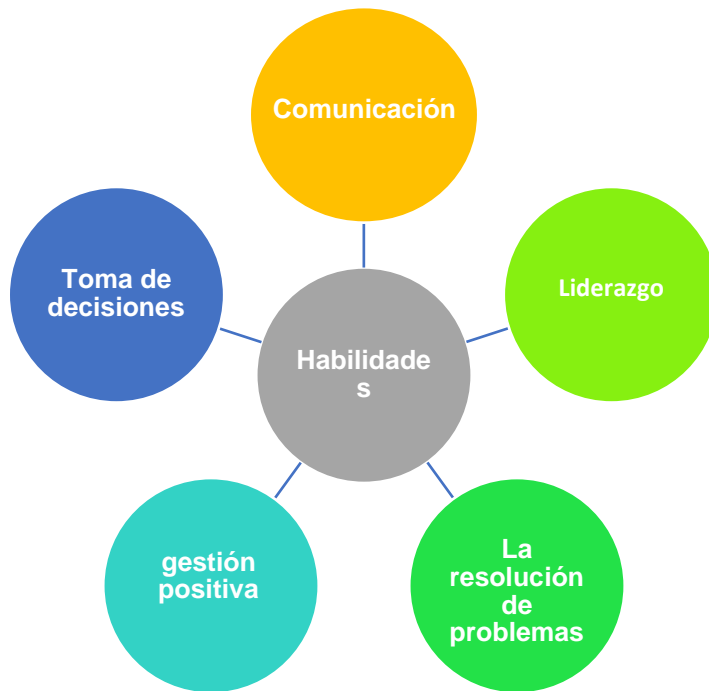 Comunicación
Liderazgo
La
resolución
de
problemas
gestión
positiva
Toma de
decisiones
Habilidade
s